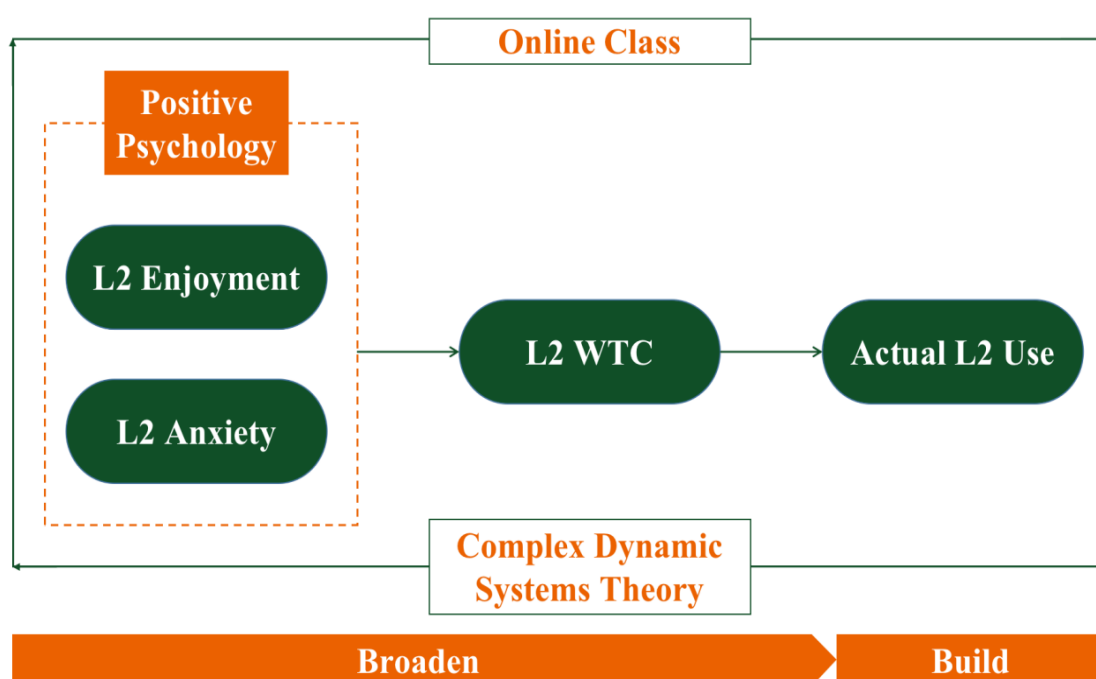 Online Class
Positive
Psychology
L2 Enjoyment
L2 Anxiety
L2 WTC
Actual L2 Use
Complex Dynamic
Systems Theory
Broaden
Build